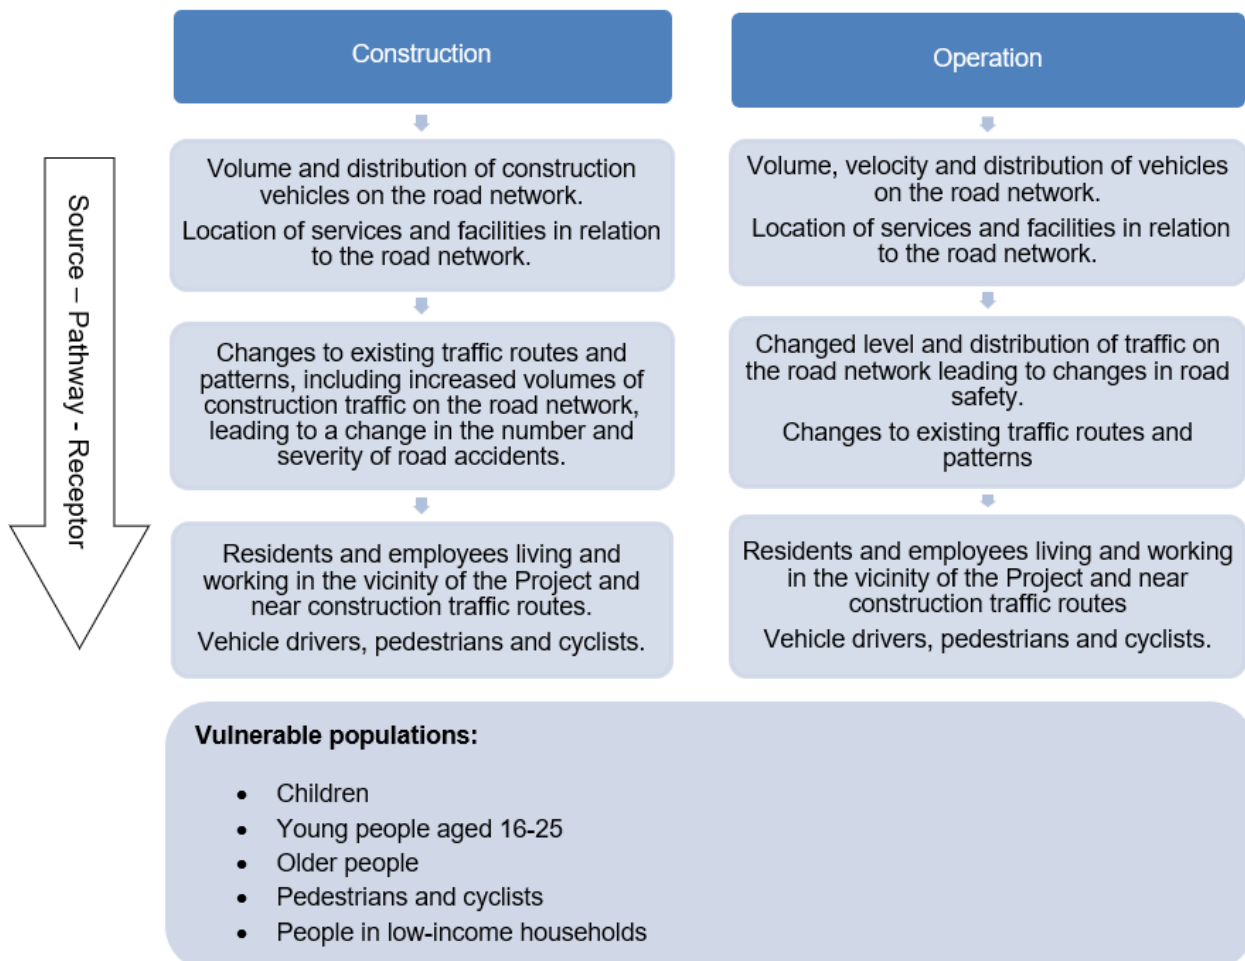 Construction
Operation
Source – Pathway - Receptor
Volume and distribution of construction
vehicles on the road network.
Location of services and facilities in relation
to the road network.
Volume, velocity and distribution of vehicles
on the road network.
Location of services and facilities in relation
to the road network.
Changes to existing traffic routes and
patterns, including increased volumes of
construction traffic on the road network,
leading to a change in the number and
severity of road accidents.
Changed level and distribution of traffic on
the road network leading to changes in road
safety.
Changes to existing traffic routes and
patterns
Residents and employees living and
working in the vicinity of the Project and
near construction traffic routes.
Vehicle drivers, pedestrians and cyclists.
Residents and employees living and working
in the vicinity of the Project and near
construction traffic routes
Vehicle drivers, pedestrians and cyclists.
Vulnerable populations:
• Children
• Young people aged 16-25
• Older people
• Pedestrians and cyclists
• People in low-income households